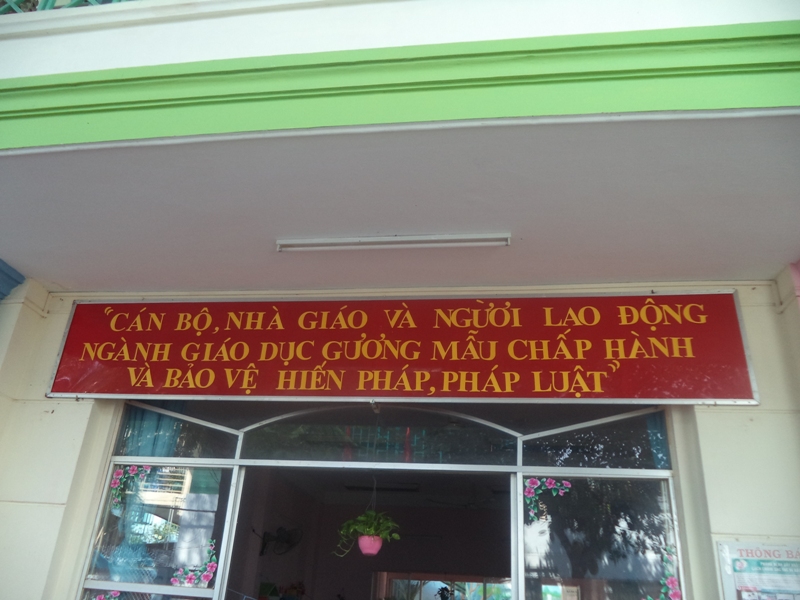 “CÁN BỘ, NHÀ GIÁO VÀ NGƯỜI LAO ĐỘNG
NGÀNH GIÁO DỤC GƯƠNG MẪU CHẤP HÀNH
VÀ BẢO VỆ HIẾN PHÁP, PHÁP LUẬT”
THÔNG BÁ